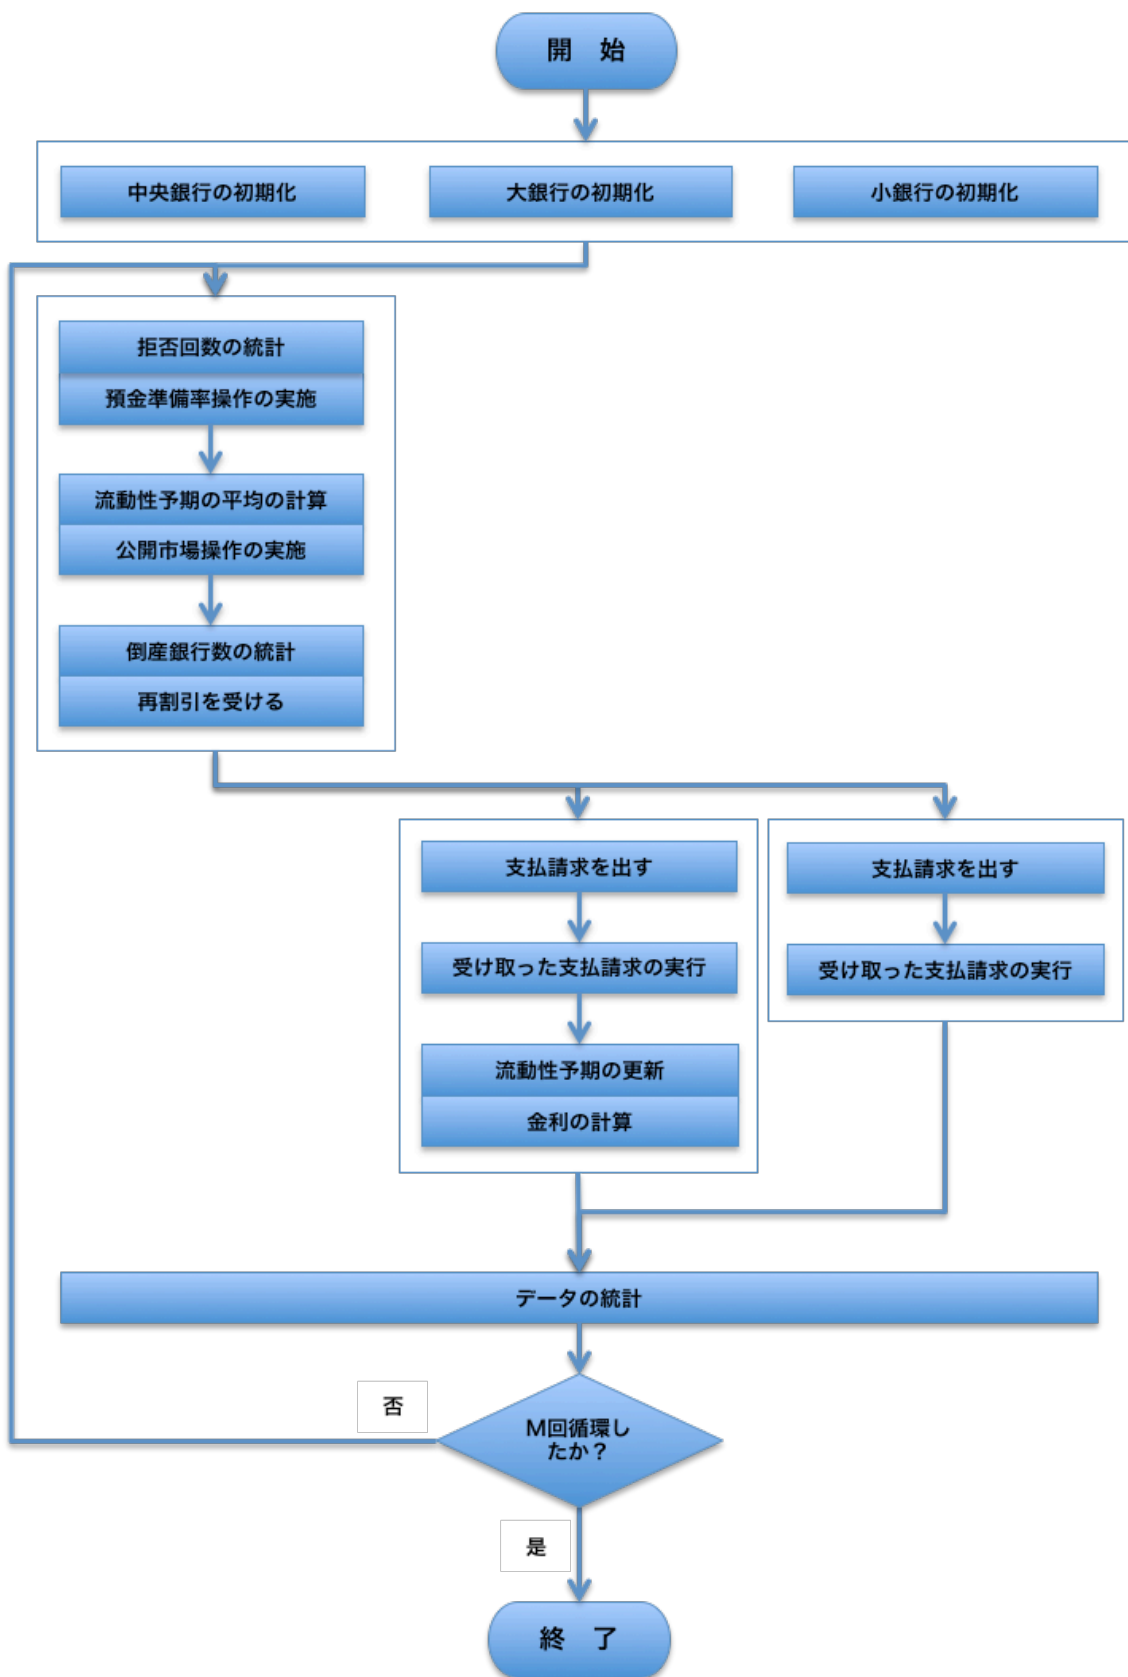 開　始
中央銀行の初期化
大銀行の初期化
小銀行の初期化
拒否回数の統計
預金準備率操作の実施
流動性予期の平均の計算
公開市場操作の実施
倒産銀行数の統計
再割引を受ける
支払請求を出す
受け取った支払請求の実行
流動性予期の更新
金利の計算
支払請求を出す
受け取った支払請求の実行
データの統計
M回循環し
たか？
否
是
終　了